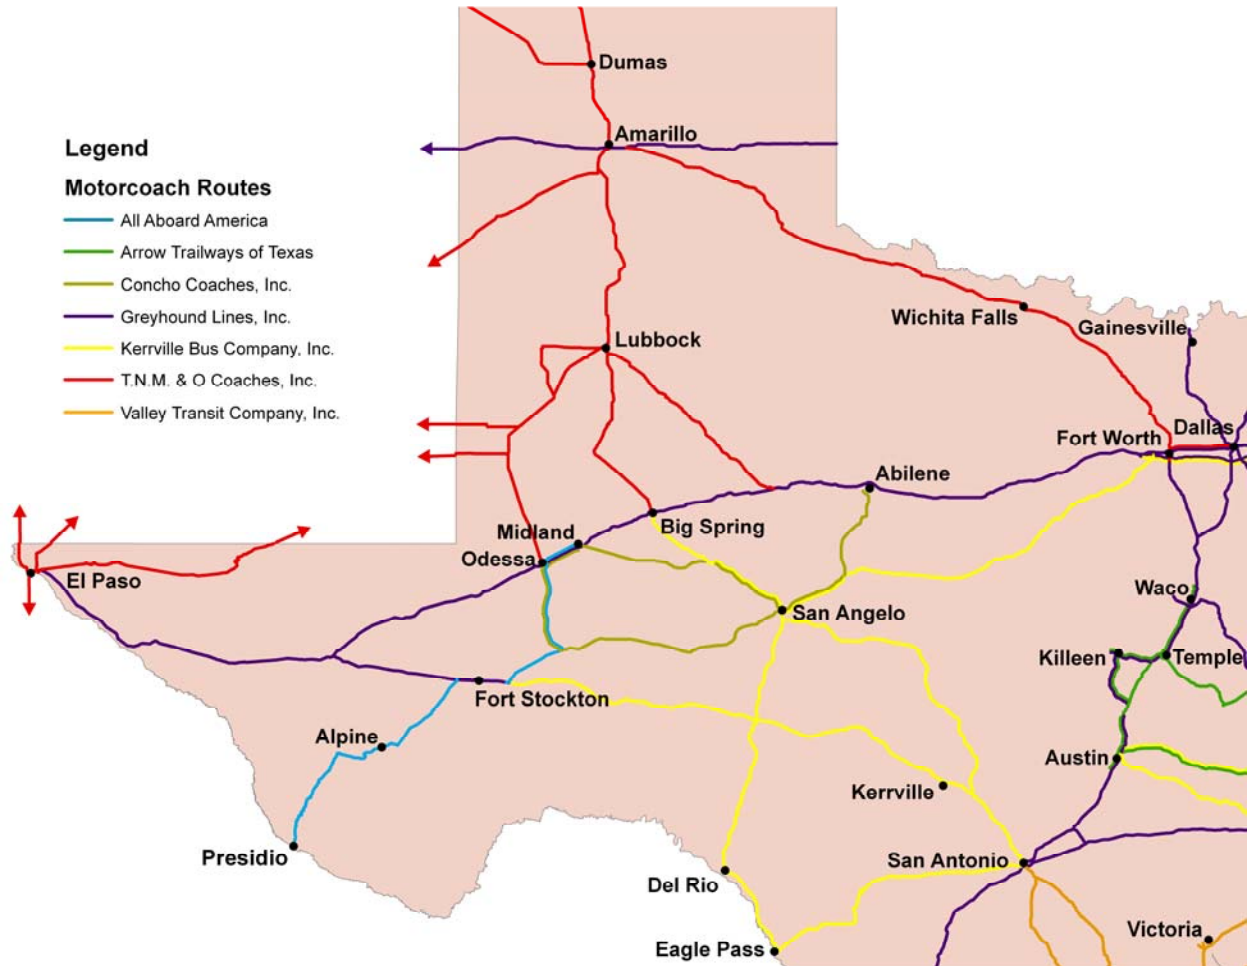 Dumas
Amarillo
Legend
Motorcoach Routes
All Aboard America
Arrow Trailways of Texas
Concho Coaches, Inc.
Greyhound Lines, Inc.
Kerrville Bus Company, Inc.
T.N.M. & O Coaches, Inc.
Valley Transit Company, Inc.
Wichita Falls
Gainesville
Lubbock
Fort Worth
Dallas
Abilene
Big Spring
Midland
Odessa
El Paso
Waco
San Angelo
Killeen
Temple
Fort Stockton
Alpine
Austin
Kerrville
Presidio
San Antonio
Del Rio
Victoria
Eagle Pass